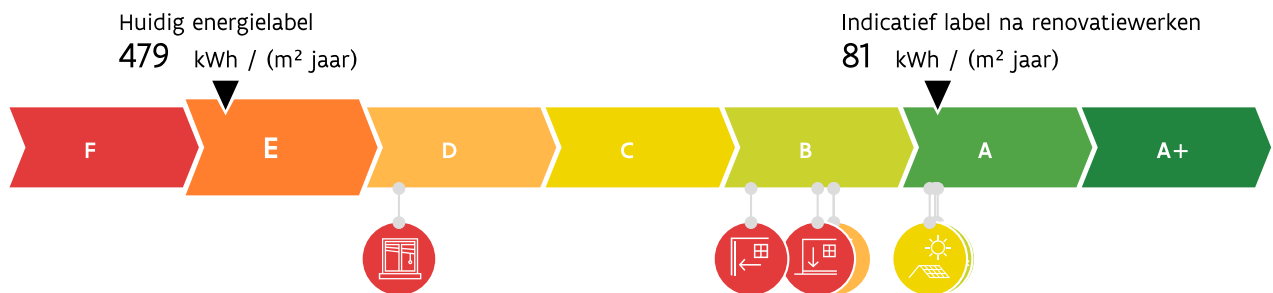 Huidig energielabel
479 kWh / (m² jaar)
Indicatief label na renovatiewerken
81 kWh / (m² jaar)
F E D C B A A+